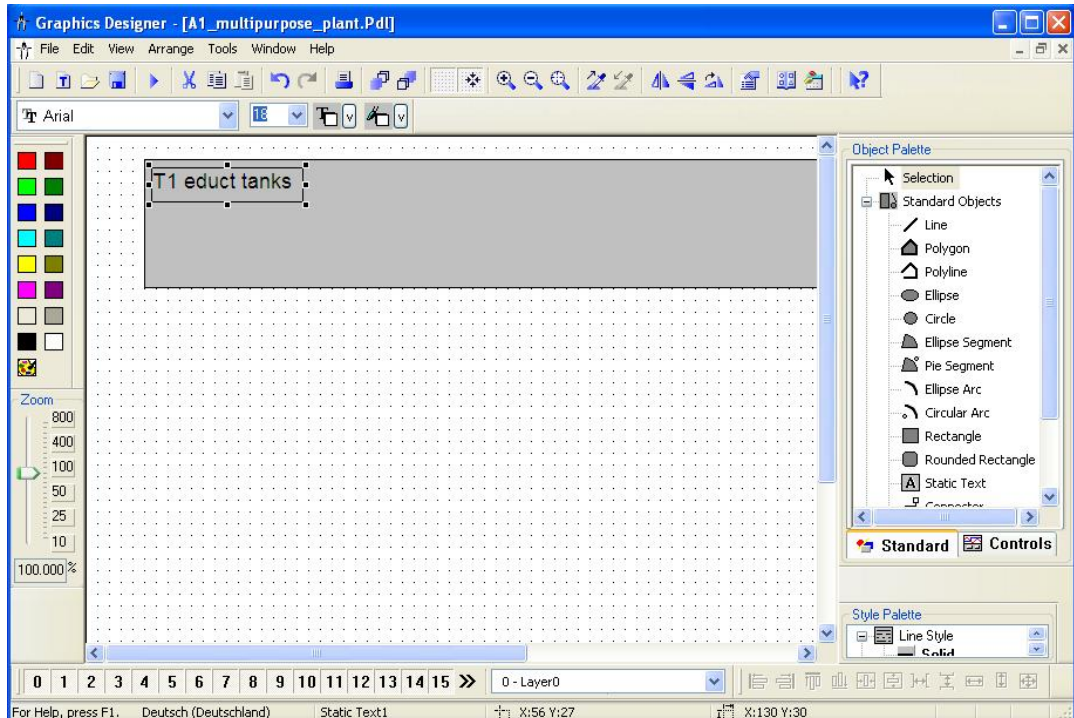 Graphics Designer - [A1_multipurpose_plant.Pdl]
File Edit View Arrange Tools Window Help
Arial 18
T1 educt tanks
Zoom
800
400
100
50
25
10
100.000 %
Object Palette
Selection
Standard Objects
Line
Polygon
Polyline
Ellipse
Circle
Ellipse Segment
Pie Segment
Ellipse Arc
Circular Arc
Rectangle
Rounded Rectangle
A Static Text
Connector
Standard Controls
Style Palette
Line Style
Solid
0 1 2 3 4 5 6 7 8 9 10 11 12 13 14 15 0 - Layer0
For Help, press F1. Deutsch (Deutschland) Static Text1 X:56 Y:27 X:130 Y:30